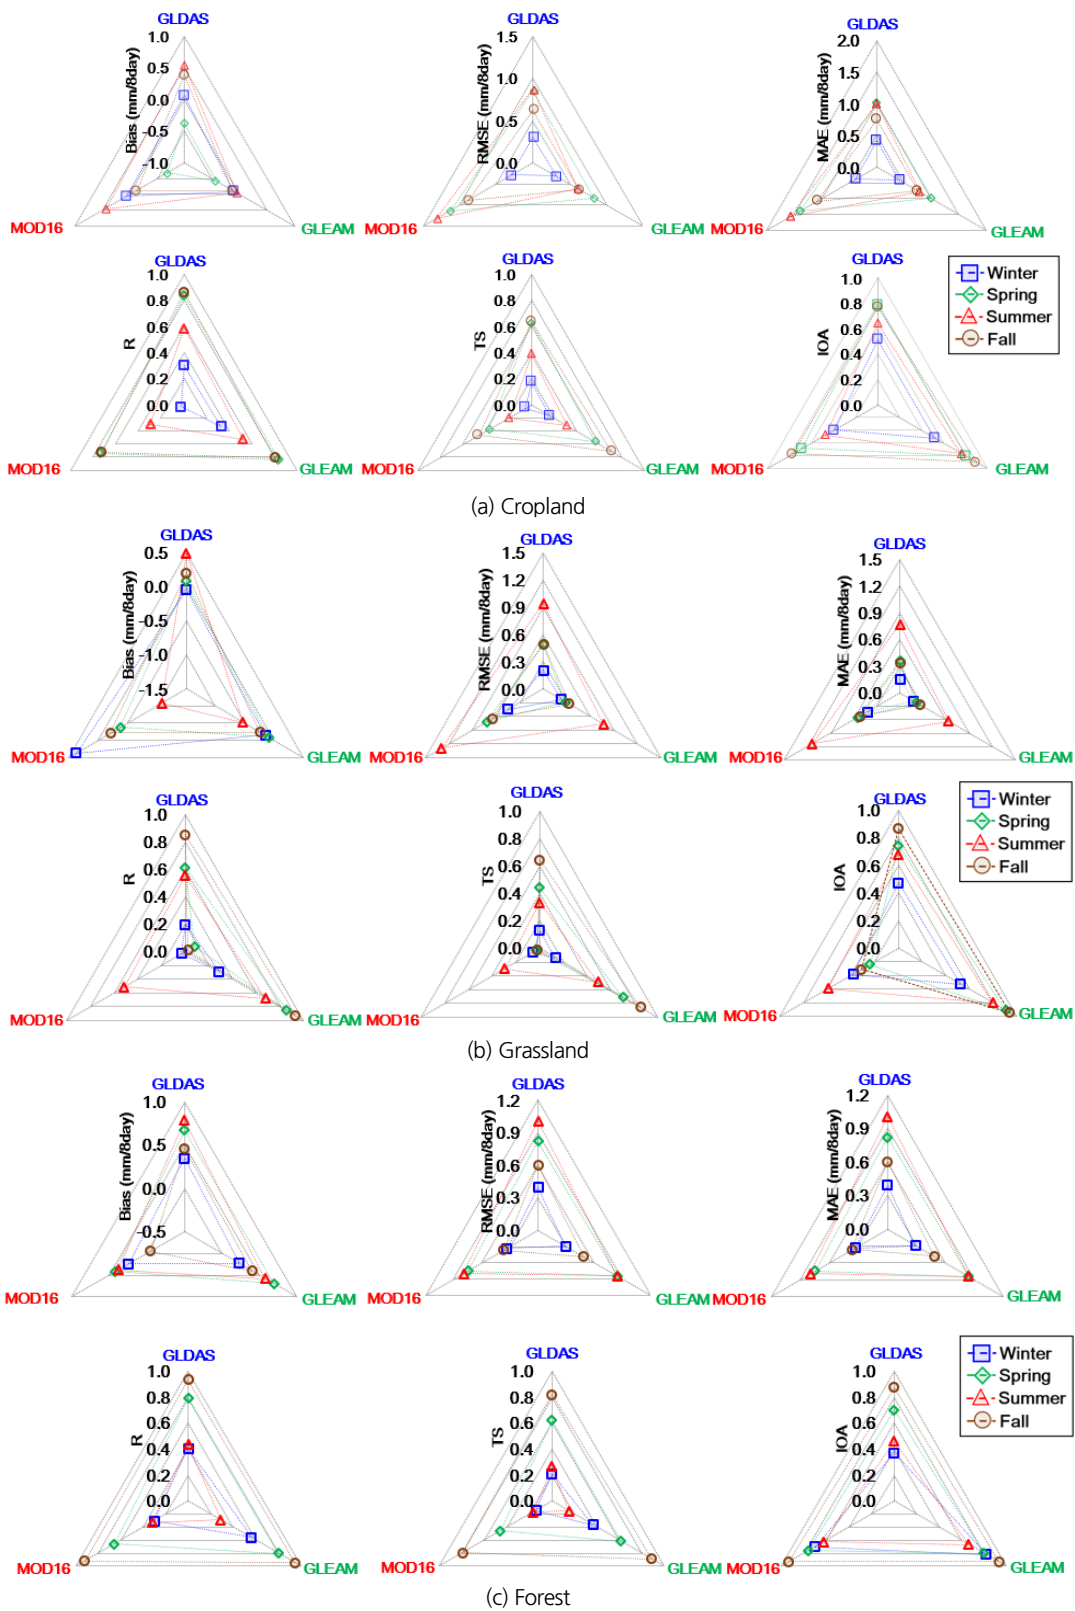 GLDAS
1.0
0.5
0.0
-0.5
-1.0
Bias (mm/8day)
MOD16
GLEAM
GLDAS
1.5
1.0
0.5
0.0
RMSE (mm/8day)
MOD16
GLEAM
GLDAS
2.0
1.5
1.0
0.5
0.0
MAE (mm/8day)
MOD16
GLEAM
GLDAS
1.0
0.8
0.6
0.4
0.2
0.0
R
MOD16
GLEAM
GLDAS
1.0
0.8
0.6
0.4
0.2
0.0
TS
MOD16
GLEAM
GLDAS
1.0
0.8
0.6
0.4
0.2
0.0
IOA
MOD16
GLEAM
Winter
Spring
Summer
Fall
(a) Cropland
GLDAS
0.5
0.0
-0.5
-1.0
-1.5
Bias (mm/8day)
MOD16
GLEAM
GLDAS
1.5
1.2
0.9
0.6
0.3
0.0
RMSE (mm/8day)
MOD16
GLEAM
GLDAS
1.5
1.2
0.9
0.6
0.3
0.0
MAE (mm/8day)
MOD16
GLEAM
GLDAS
1.0
0.8
0.6
0.4
0.2
0.0
R
MOD16
GLEAM
GLDAS
1.0
0.8
0.6
0.4
0.2
0.0
TS
MOD16
GLEAM
GLDAS
1.0
0.8
0.6
0.4
0.2
0.0
IOA
MOD16
GLEAM
Winter
Spring
Summer
Fall
(b) Grassland
GLDAS
1.0
0.5
0.0
-0.5
Bias (mm/8day)
MOD16
GLEAM
GLDAS
1.2
0.9
0.6
0.3
0.0
RMSE (mm/8day)
MOD16
GLEAM
GLDAS
1.2
0.9
0.6
0.3
0.0
MAE (mm/8day)
MOD16
GLEAM
GLDAS
1.0
0.8
0.6
0.4
0.2
0.0
R
MOD16
GLEAM
GLDAS
1.0
0.8
0.6
0.4
0.2
0.0
TS
MOD16
GLEAM
GLDAS
1.0
0.8
0.6
0.4
0.2
0.0
IOA
MOD16
GLEAM
Winter
Spring
Summer
Fall
(c) Forest